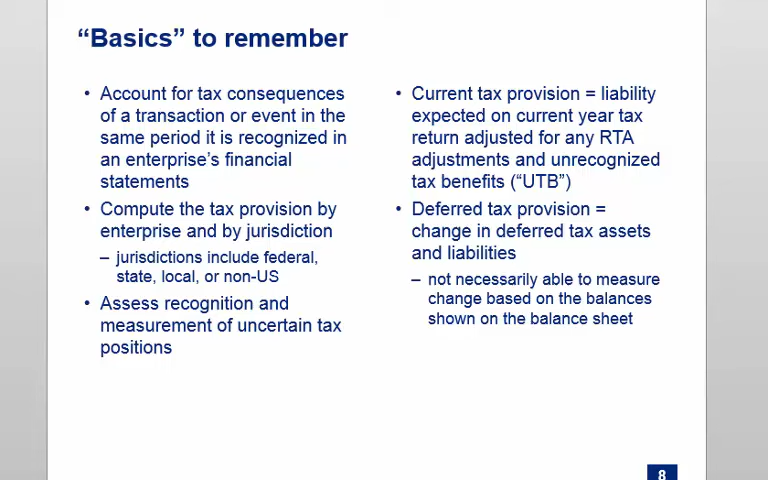 “Basics” to remember
• Account for tax consequences
of a transaction or event in the
same period it is recognized in
an enterprise’s financial
statements
• Compute the tax provision by
enterprise and by jurisdiction
– jurisdictions include federal,
state, local, or non-US
• Assess recognition and
measurement of uncertain tax
positions
• Current tax provision = liability
expected on current year tax
return adjusted for any RTA
adjustments and unrecognized
tax benefits (“UTB”)
• Deferred tax provision =
change in deferred tax assets
and liabilities
– not necessarily able to measure
change based on the balances
shown on the balance sheet
8